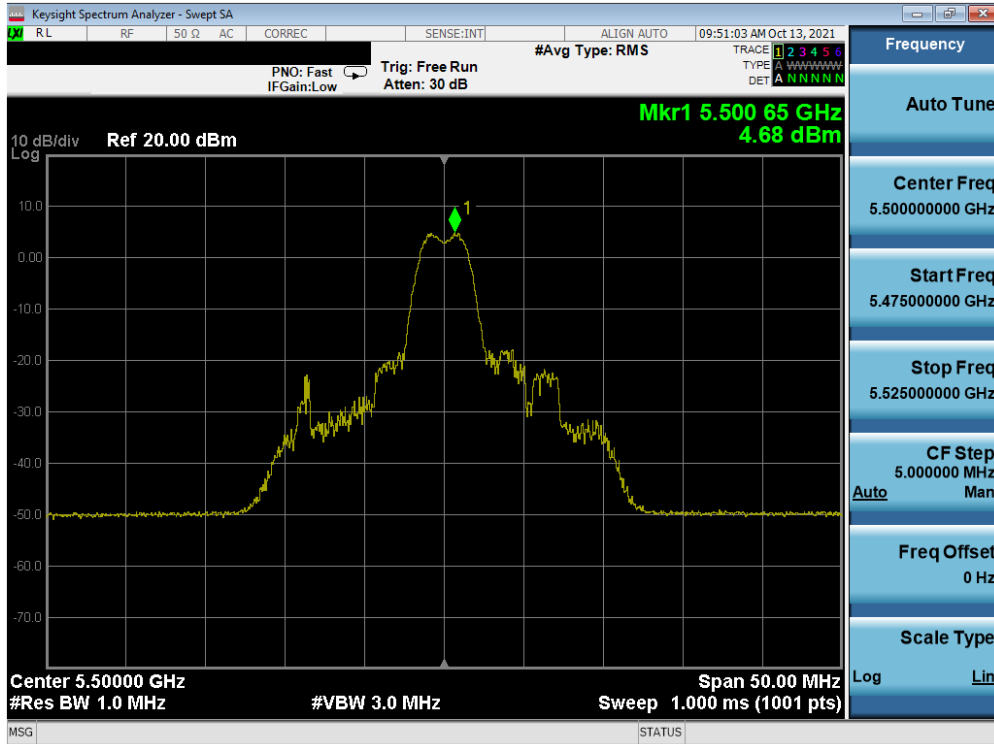 Keysight Spectrum Analyzer - Swept SA
LXI RL RF 50 Ω AC CORREC SENSE:INT ALIGN AUTO 09:51:03 AM Oct 13, 2021
#Avg Type: RMS
TRACE 1 2 3 4 5 6
TYPE A WWWWW
DET A N N N N N
PNO: Fast
IFGain:Low
Trig: Free Run
Atten: 30 dB
Mkr1 5.500 65 GHz
4.68 dBm
10 dB/div Ref 20.00 dBm
Log
1
10.0
0.00
-10.0
-20.0
-30.0
-40.0
-50.0
-60.0
-70.0
Center 5.50000 GHz Span 50.00 MHz
#Res BW 1.0 MHz #VBW 3.0 MHz Sweep 1.000 ms (1001 pts)
MSG STATUS
Frequency
Auto Tune
Center Freq
5.500000000 GHz
Start Freq
5.475000000 GHz
Stop Freq
5.525000000 GHz
CF Step
5.000000 MHz
Auto Man
Freq Offset
0 Hz
Scale Type
Log Lin